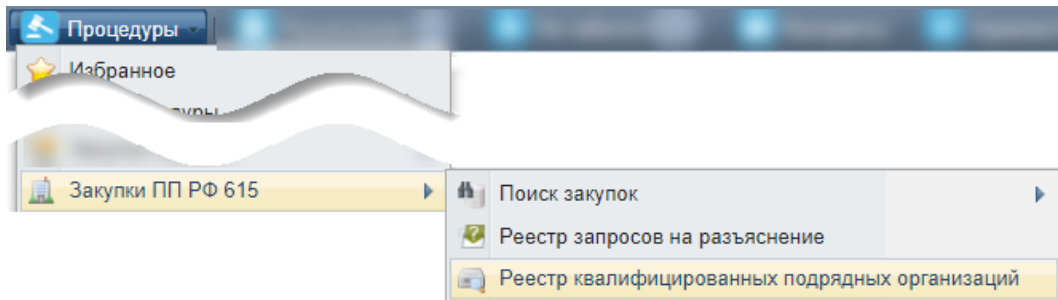 Процедуры
Избранное
Закупки ПП РФ 615
Поиск закупок
Реестр запросов на разъяснение
Реестр квалифицированных подрядных организаций